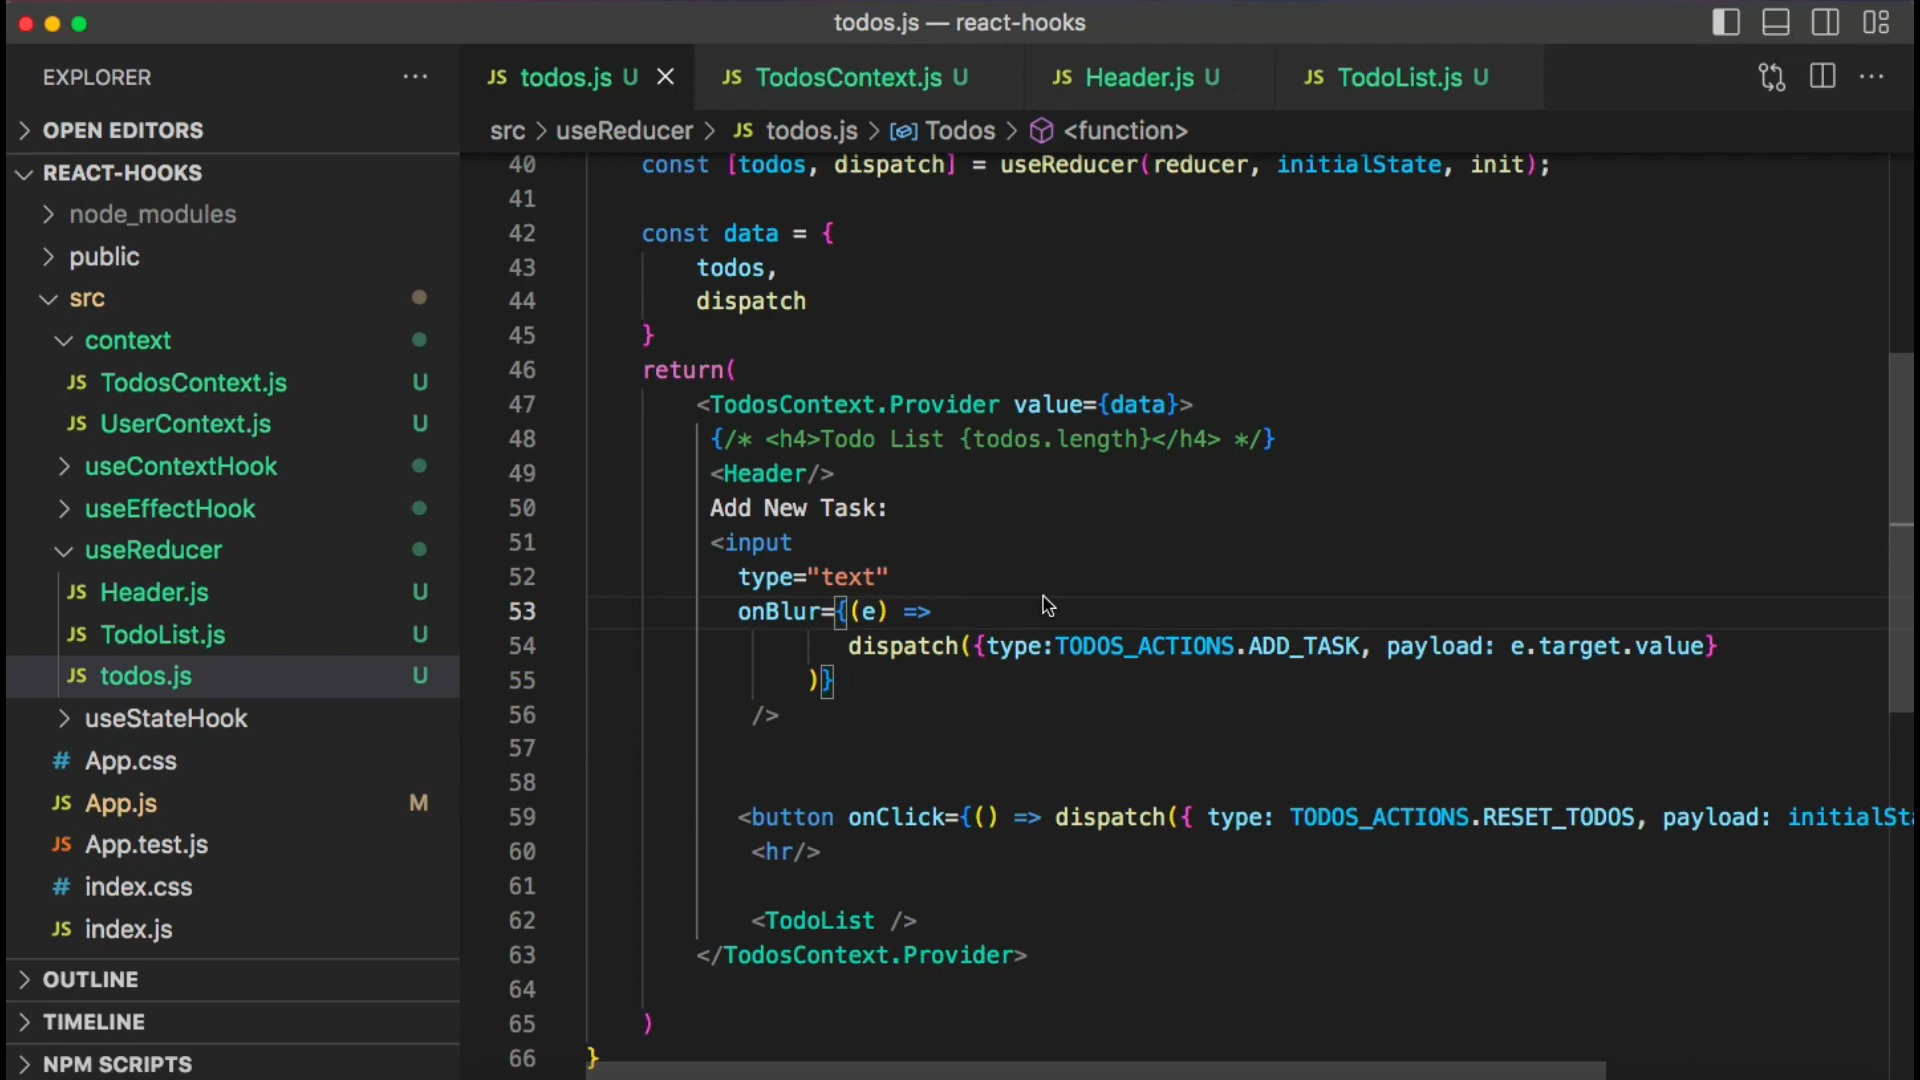 todos.js — react-hooks
EXPLORER
OPEN EDITORS
REACT-HOOKS
node_modules
public
src
context
JS TodosContext.js U
JS UserContext.js U
useContextHook
useEffectHook
useReducer
JS Header.js U
JS TodoList.js U
JS todos.js U
useStateHook
# App.css
JS App.js M
JS App.test.js
# index.css
JS index.js
OUTLINE
TIMELINE
NPM SCRIPTS
JS todos.js U
JS TodosContext.js U
JS Header.js U
JS TodoList.js U
src > useReducer > JS todos.js > Todos > <function>
40 const [todos, dispatch] = useReducer(reducer, initialState, init);
41
42 const data = {
43 todos,
44 dispatch
45 }
46 return(
47 <TodosContext.Provider value={data}>
48 {/* <h4>Todo List {todos.length}</h4> */}
49 <Header/>
50 Add New Task:
51 <input
52 type="text"
53 onBlur={(e) =>
54 dispatch({type:TODOS_ACTIONS.ADD_TASK, payload: e.target.value}
55 )}
56 />
57
58
59 <button onClick={() => dispatch({ type: TODOS_ACTIONS.RESET_TODOS, payload: initialSt
60 <hr/>
61
62 <TodoList />
63 </TodosContext.Provider>
64
65 )
66 }